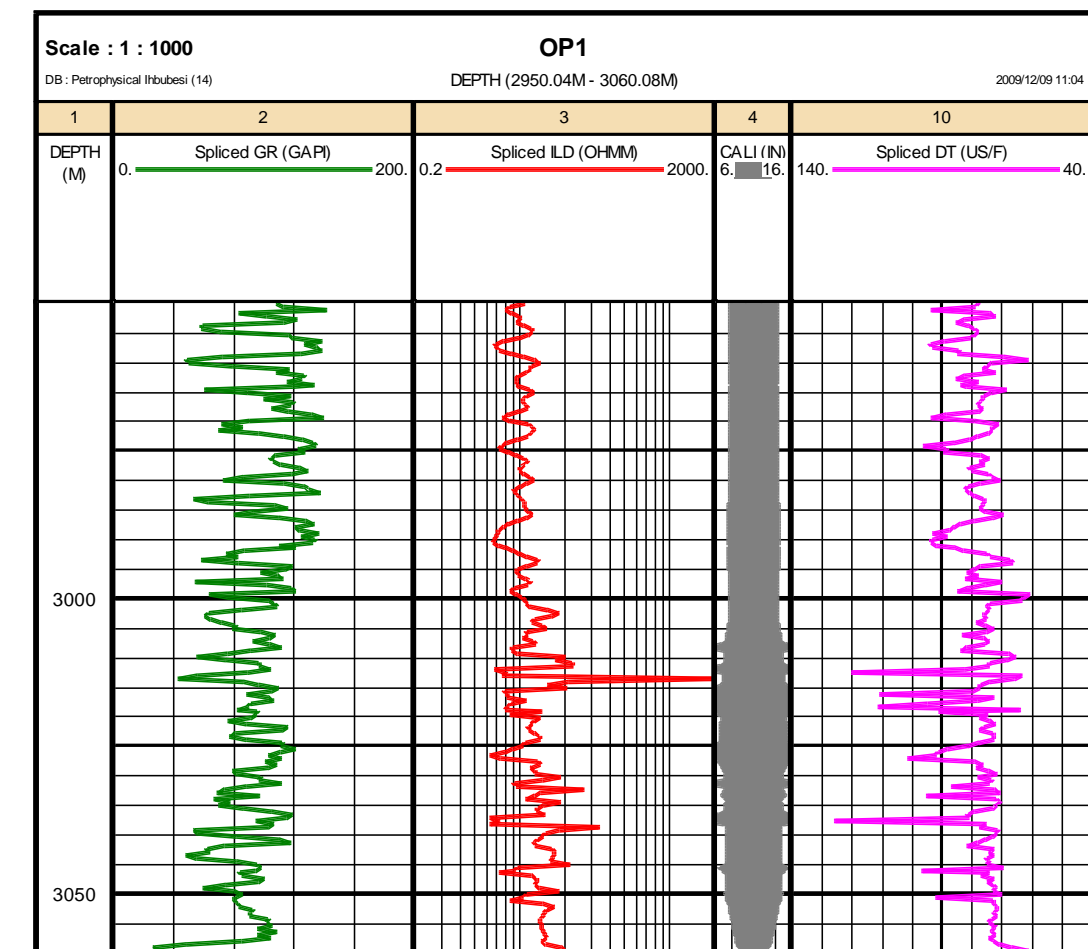 Scale : 1 : 1000
OP1
DB : Petrophysical Ihbubesi (14)
DEPTH (2950.04M - 3060.08M)
2009/12/09 11:04
1 2 3 4 10
DEPTH (M)
Spliced GR (GAPI)
0. 200.
Spliced ILD (OHMM)
0.2 2000.
CALI (IN)
6. 16.
Spliced DT (US/F)
140. 40.
3000
3050